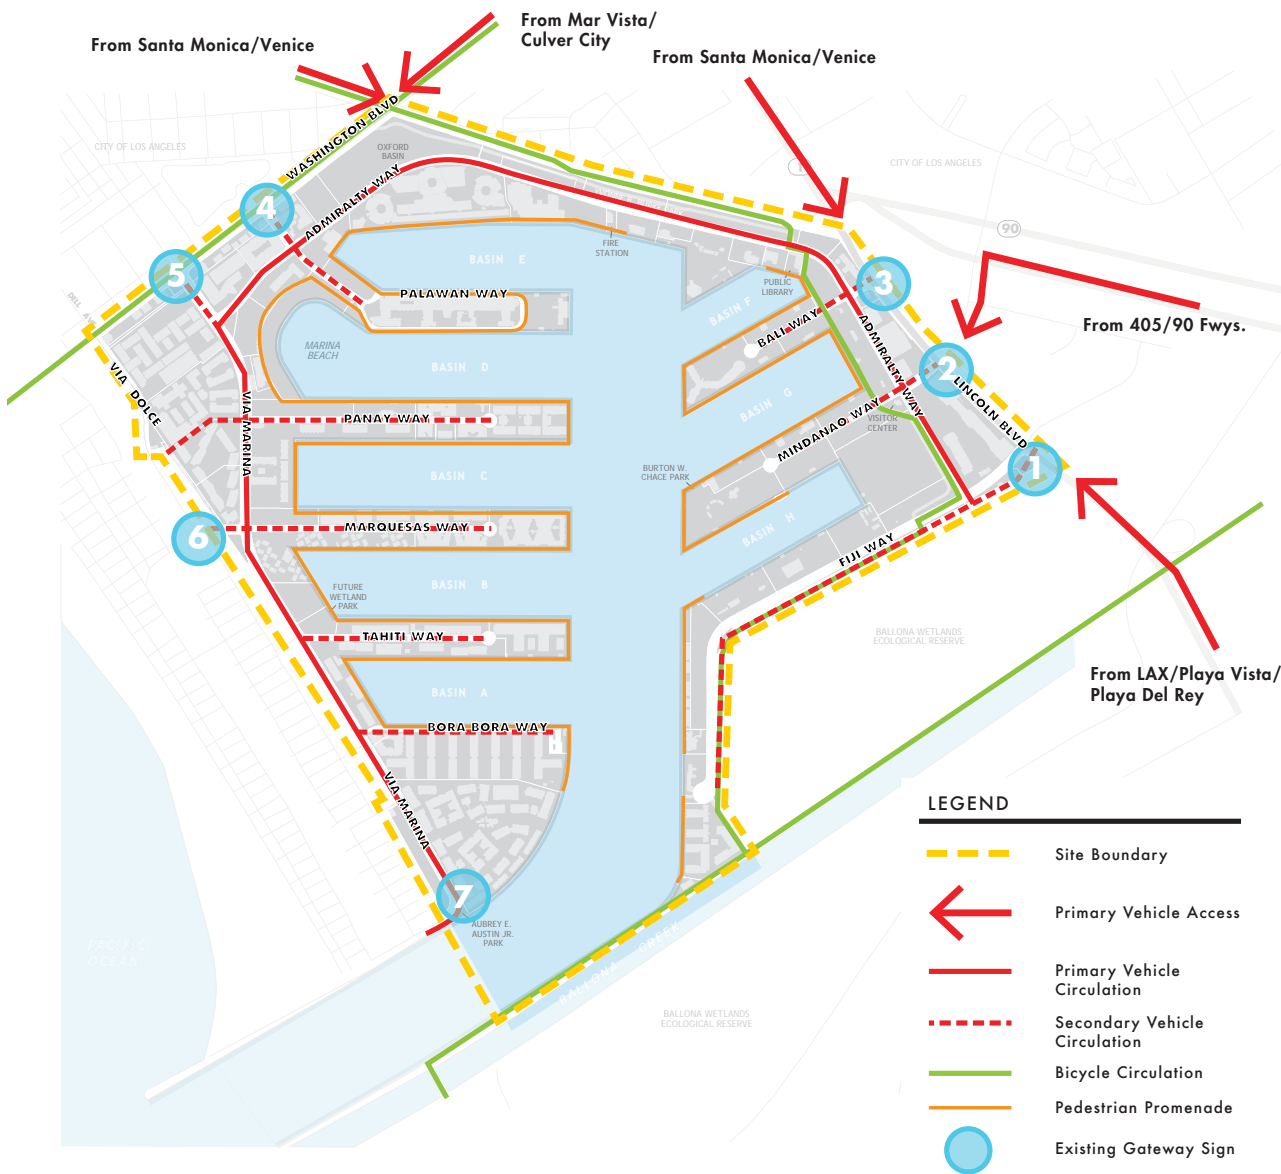 From Mar Vista/
Culver City
From Santa Monica/Venice
From Santa Monica/Venice
WASHINGTON BLVD
CITY OF LOS ANGELES
OXFORD
BASIN
CITY OF LOS ANGELES
1
4
ADMIRALTY WAY
90
FIRE
STATION
BASIN E
5
PUBLIC
LIBRARY
3
PALAWAN WAY
BASIN F
DELL AVE
BALI WAY
From 405/90 Fwys.
MARINA
BEACH
ADMIRALTY WAY
2
BASIN D
VIA DOLCE
LINCOLN BLVD
BASIN G
VIA MARINA
PANAY WAY
MINDANAO WAY
VISITOR
CENTER
1
BASIN C
BURTON W.
CHACE PARK
MARQUESAS WAY
BASIN H
6
FIJI WAY
BASIN B
FUTURE
WETLAND
PARK
TAHITI WAY
BALLONA WETLANDS
ECOLOGICAL RESERVE
From LAX/Playa Vista/
Playa Del Rey
BASIN A
BORA BORA WAY
VIA MARINA
7
AUBREY E.
AUSTIN JR.
PARK
PACIFIC
OCEAN
BALLONA CREEK
BALLONA WETLANDS
ECOLOGICAL RESERVE
LEGEND
Site Boundary
Primary Vehicle Access
Primary Vehicle
Circulation
Secondary Vehicle
Circulation
Bicycle Circulation
Pedestrian Promenade
Existing Gateway Sign